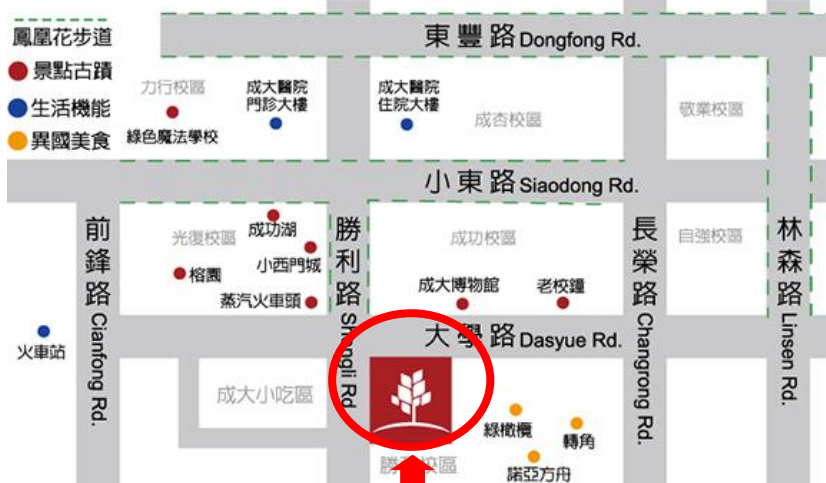 鳳凰花步道
景點古蹟
生活機能
異國美食
東豐路 Dongfong Rd.
力行校區
綠色魔法學校
成大醫院
門診大樓
成大醫院
住院大樓
成杏校區
敬業校區
小東路 Siaodong Rd.
前鋒路 Cianfong Rd.
光復校區
成功湖
小西門城
榕園
蒸汽火車頭
勝利路 Shengli Rd
成功校區
成大博物館
老校鐘
長榮路 Changrong Rd.
自強校區
林森路 Linsen Rd.
火車站
大學路 Dasyue Rd.
成大小吃區
勝利校區
綠橄欖
轉角
諾亞方舟